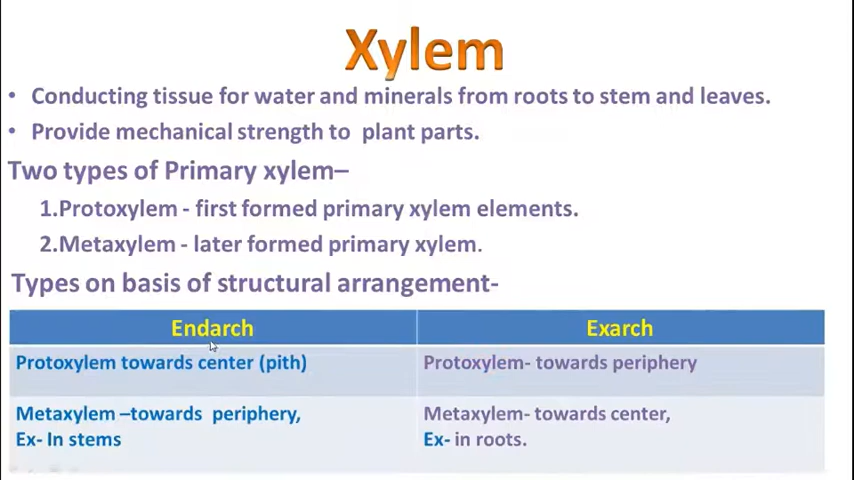 Xylem
• Conducting tissue for water and minerals from roots to stem and leaves.
• Provide mechanical strength to plant parts.
Two types of Primary xylem–
1.Protoxylem - first formed primary xylem elements.
2.Metaxylem - later formed primary xylem.
Types on basis of structural arrangement-
Endarch
Exarch
Protoxylem towards center (pith)
Protoxylem- towards periphery
Metaxylem –towards periphery,
Ex- In stems
Metaxylem- towards center,
Ex- in roots.